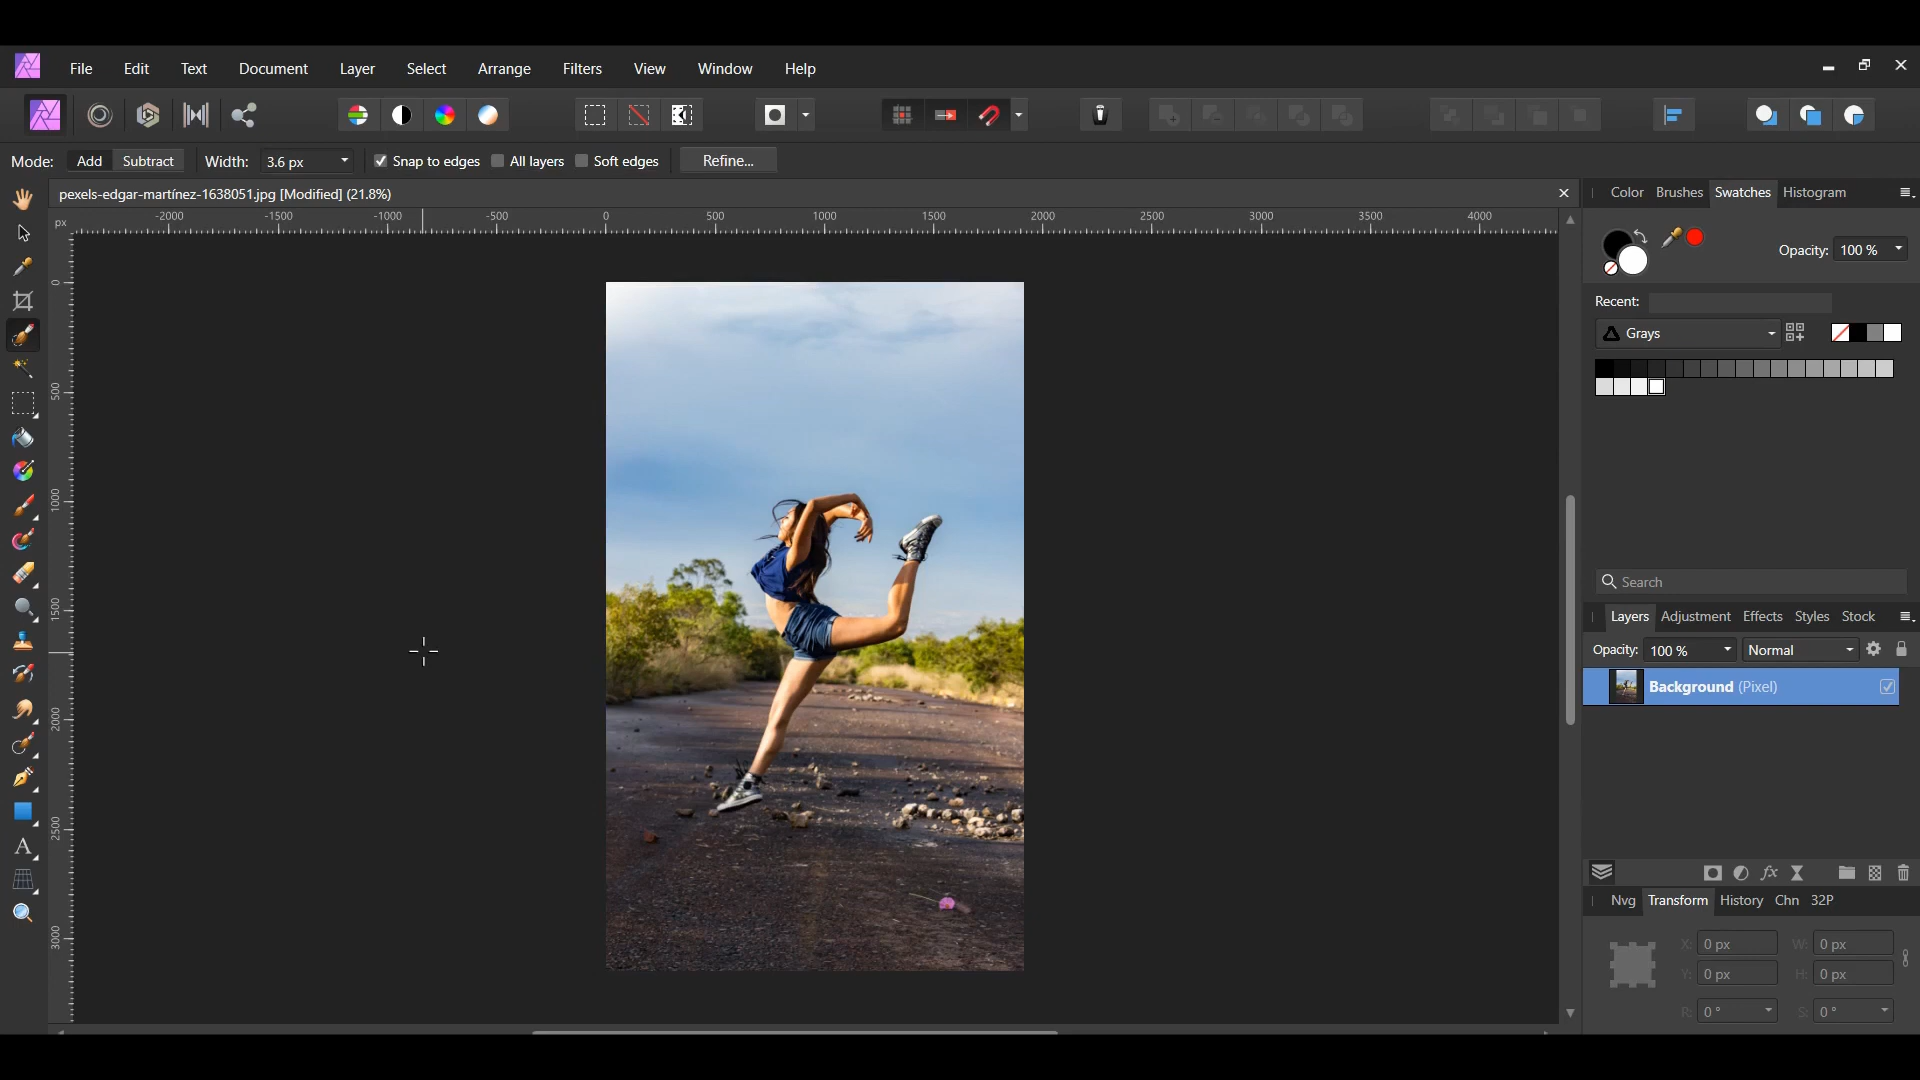 File Edit Text Document Layer Select Arrange Filters View Window Help
Mode: Add Subtract Width: 3.6 px Snap to edges All layers Soft edges Refine...
pexels-edgar-martínez-1638051.jpg [Modified] (21.8%)
Color Brushes Swatches Histogram
px -2000 -1500 -1000 -500 0 500 1000 1500 2000 2500 3000 3500 4000
0
500
1000
1500
2000
2500
3000
Opacity: 100 %
Recent:
Grays
Search
Layers Adjustment Effects Styles Stock
Opacity: 100 % Normal
Background (Pixel)
Nvg Transform History Chn 32P
X: 0 px W: 0 px
Y: 0 px H: 0 px
R: 0 ° S: 0 °